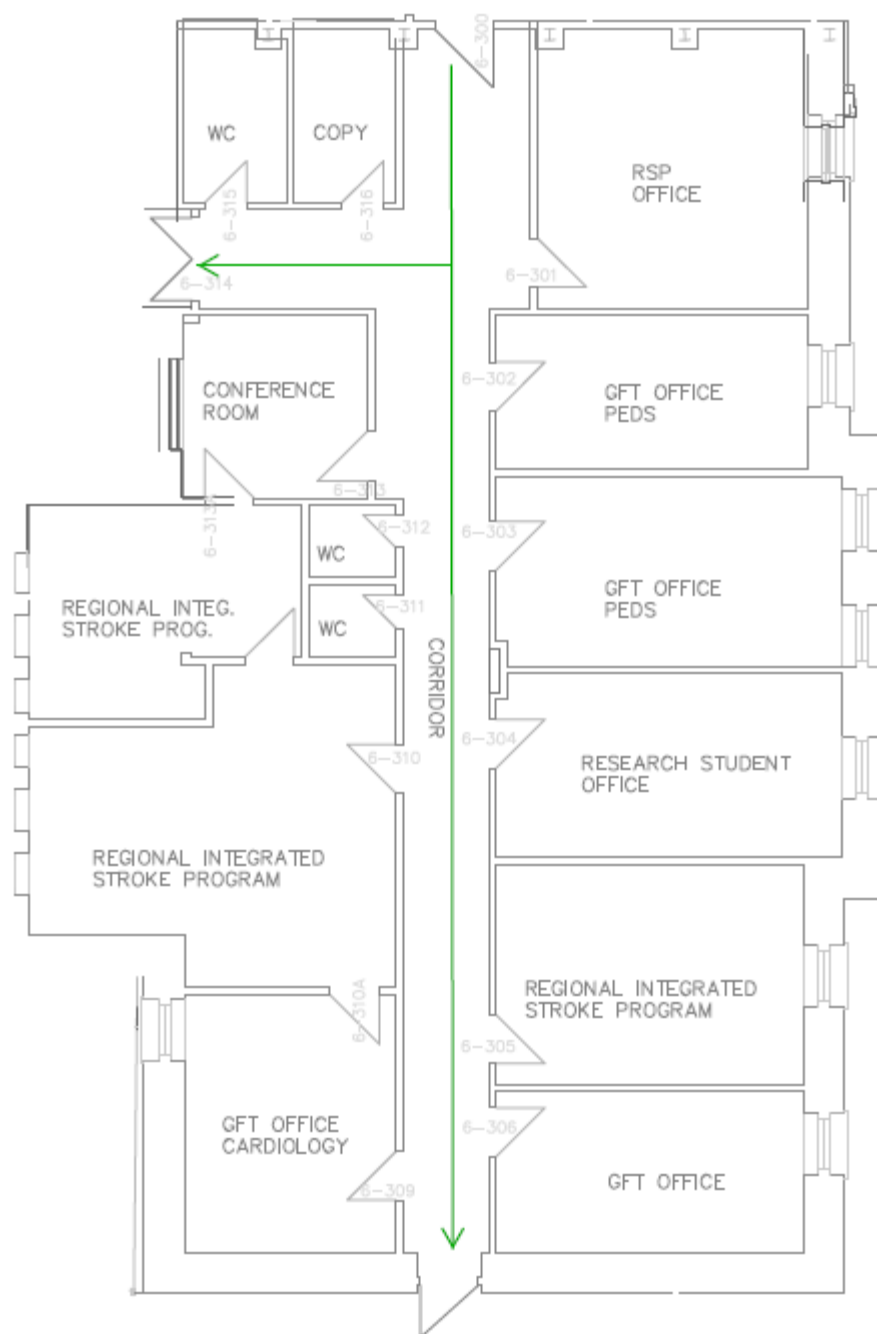 6-300
WC
COPY
RSP
OFFICE
6-315
6-316
6-301
6-314
6-302
GFT OFFICE
PEDS
CONFERENCE
ROOM
6-313
6-313A
6-312
6-303
WC
GFT OFFICE
PEDS
REGIONAL INTEG.
STROKE PROG.
6-311
WC
CORRIDOR
6-304
6-310
RESEARCH STUDENT
OFFICE
REGIONAL INTEGRATED
STROKE PROGRAM
6-310A
REGIONAL INTEGRATED
STROKE PROGRAM
6-305
GFT OFFICE
CARDIOLOGY
6-306
6-309
GFT OFFICE